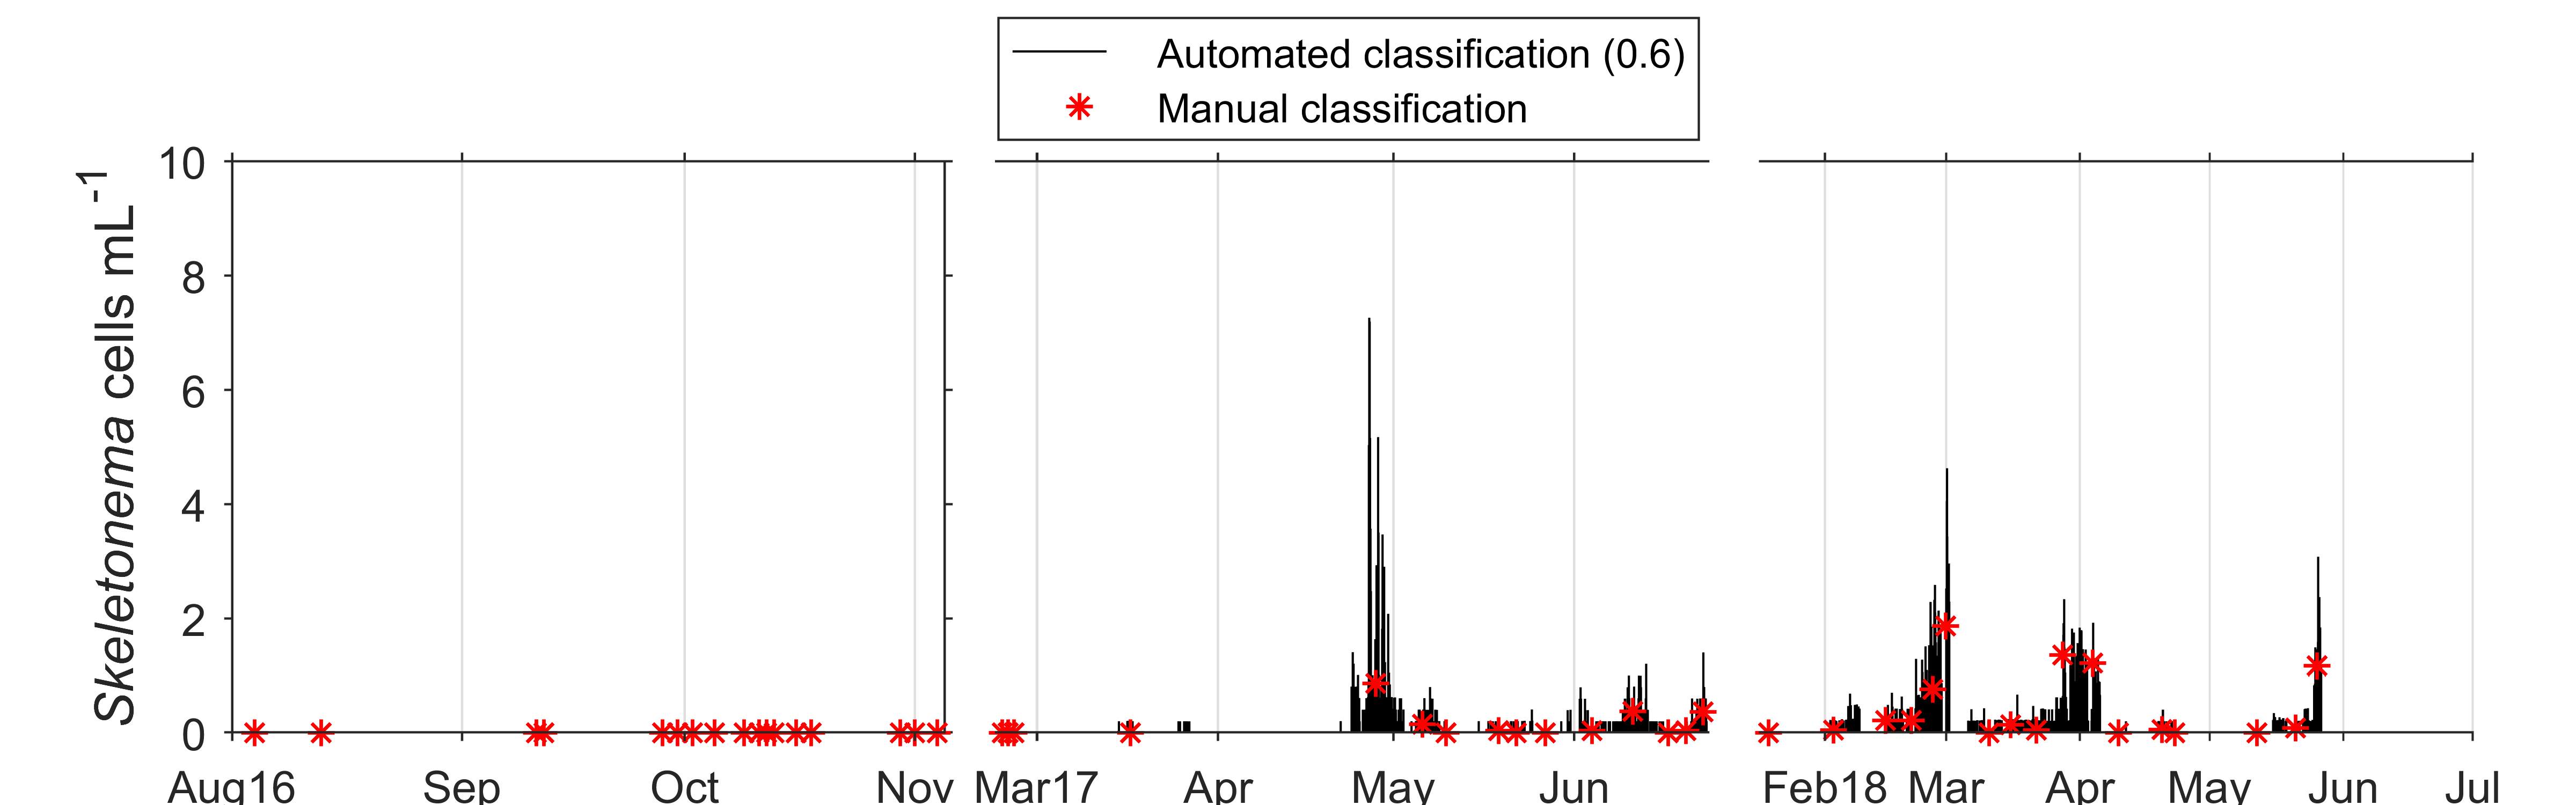 Automated classification (0.6)
Manual classification
Skeletonema cells mL-1
10
8
6
4
2
0
Aug16 Sep Oct Nov Mar17 Apr May Jun Feb18 Mar Apr May Jun Jul